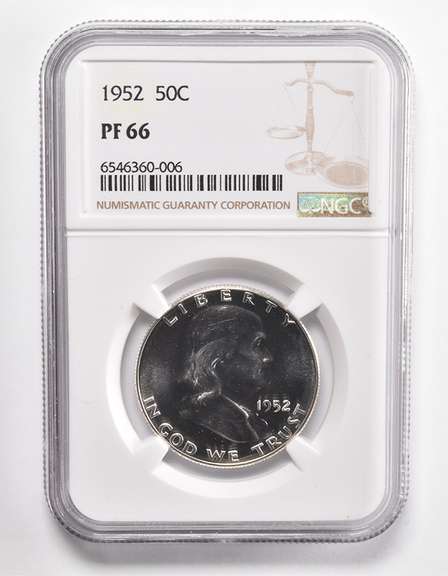 1952 50C
PF 66
6546360-006
NUMISMATIC GUARANTY CORPORATION
NGC
LIBERTY
1952
IN GOD WE TRUST